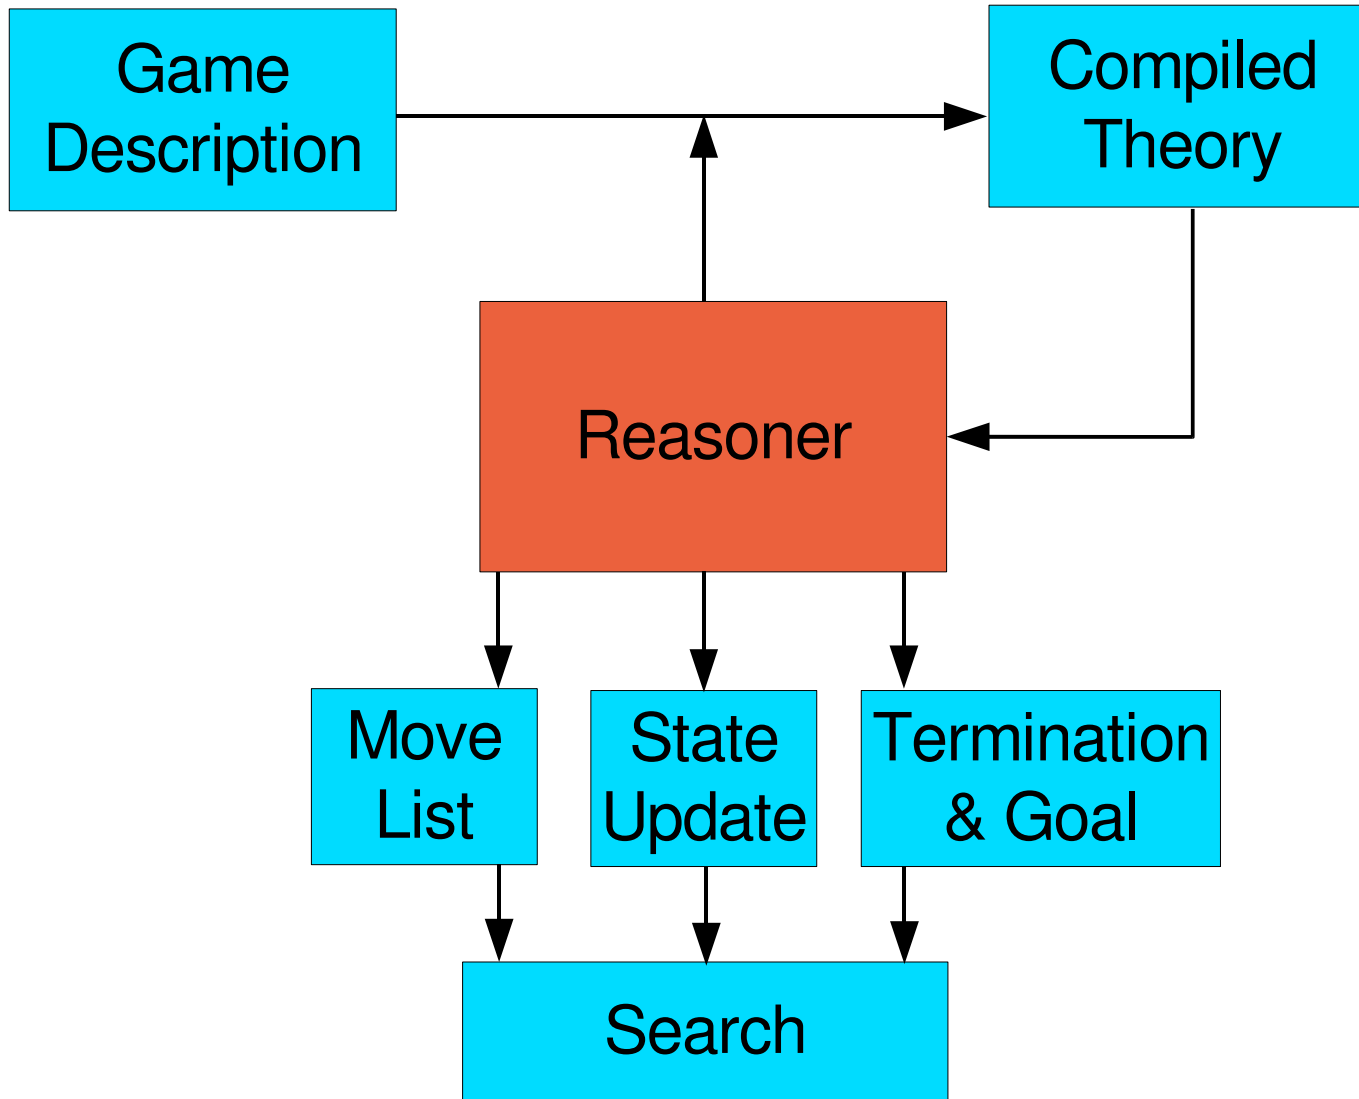 Game
Description
Compiled
Theory
Reasoner
Move
List
State
Update
Termination
& Goal
Search